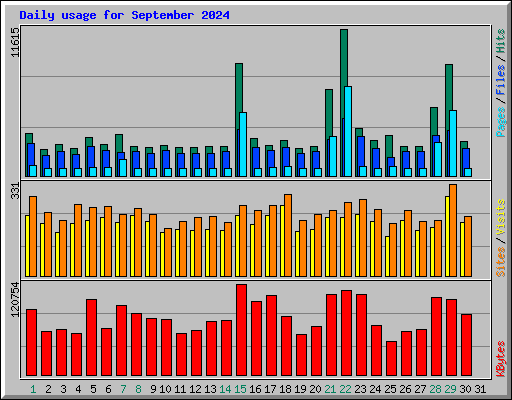 Daily usage for September 2024
11615
Pages / Files / Hits
331
Sites / Visits
120754
KBytes
1 2 3 4 5 6 7 8 9 10 11 12 13 14 15 16 17 18 19 20 21 22 23 24 25 26 27 28 29 30 31